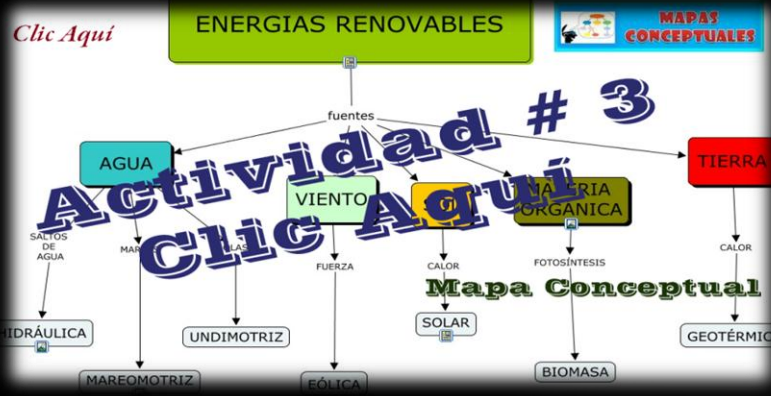 Clic Aquí
ENERGIAS RENOVABLES
MAPAS
CONCEPTUALES
fuentes
Actividad # 3
Clic Aquí
AGUA
VIENTO
ORGANICA
TIERRA
SALTOS
DE
AGUA
FUERZA
CALOR
FOTOSÍNTESIS
CALOR
Mapa Conceptual
HIDRÁULICA
UNDIMOTRIZ
SOLAR
GEOTÉRMIC
MAREOMOTRIZ
EÓLICA
BIOMASA